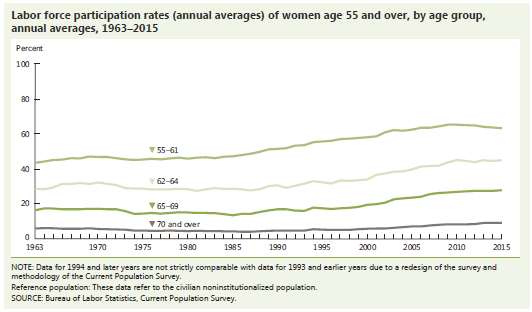 Labor force participation rates (annual averages) of women age 55 and over, by age group,
annual averages, 1963–2015
Percent
100
80
60
▼55–61
40
▼62–64
20
▼65–69
▼70 and over
0
1963 1970 1975 1980 1985 1990 1995 2000 2005 2010 2015
NOTE: Data for 1994 and later years are not strictly comparable with data for 1993 and earlier years due to a redesign of the survey and
methodology of the Current Population Survey.
Reference population: These data refer to the civilian noninstitutionalized population.
SOURCE: Bureau of Labor Statistics, Current Population Survey.